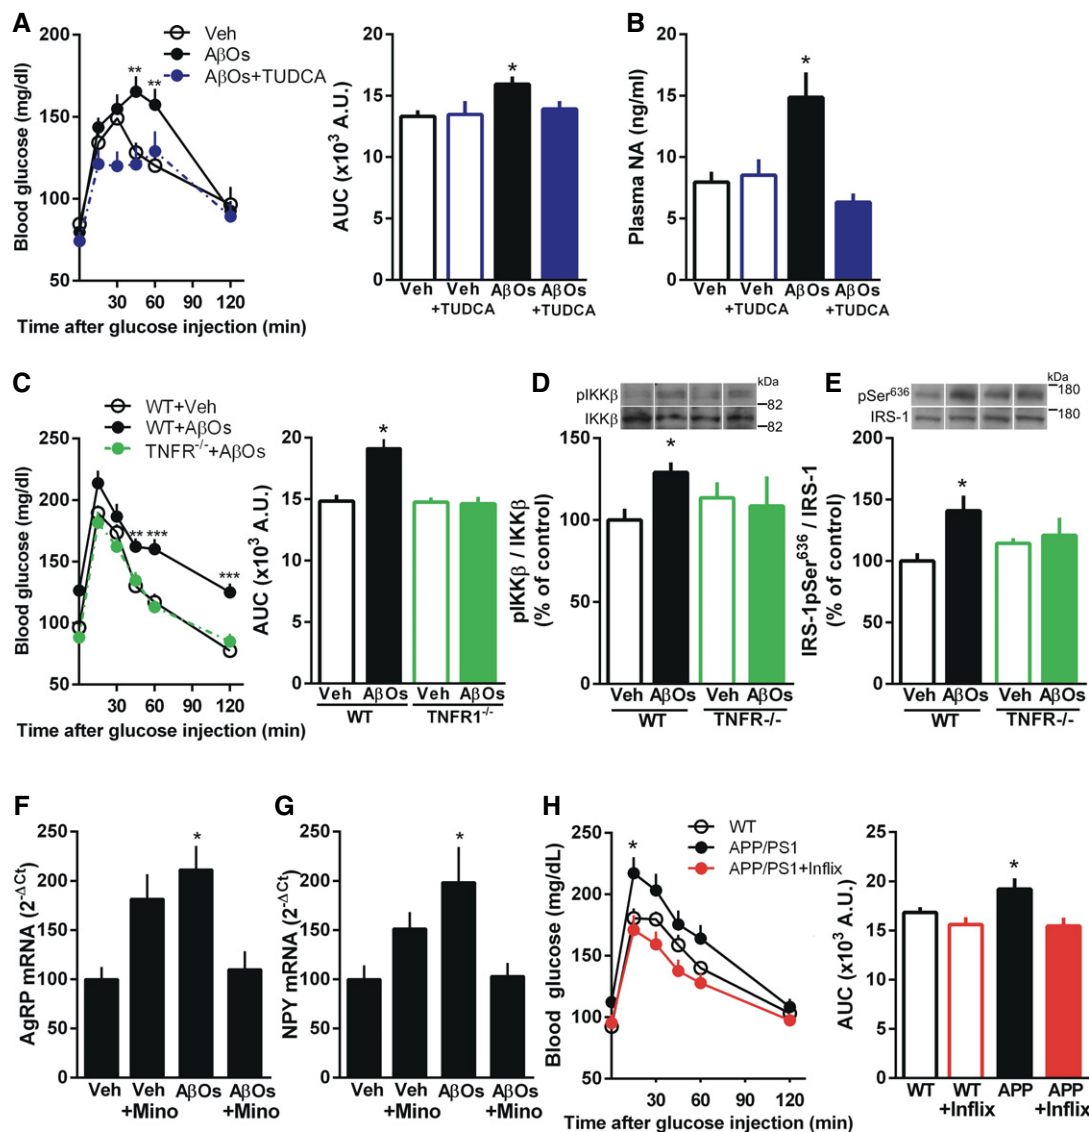 A
Veh
AβOs
AβOs+TUDCA
Blood glucose (mg/dl)
200
150
100
50
** **
30 60 90 120
Time after glucose injection (min)
AUC (x10³ A.U.)
20
15
10
5
0
*
Veh Veh AβOs AβOs
+TUDCA +TUDCA
B
Plasma NA (ng/ml)
20
15
10
5
0
*
Veh Veh AβOs AβOs
+TUDCA +TUDCA
C
WT+Veh
WT+AβOs
TNFR⁻/⁻+AβOs
Blood glucose (mg/dl)
250
200
150
100
50
** *** ***
30 60 90 120
Time after glucose injection (min)
AUC (x10³ A.U.)
20
15
10
5
0
*
Veh AβOs Veh AβOs
WT TNFR1⁻/⁻
D
kDa
pIKKβ
82
IKKβ
82
pIKKβ / IKKβ
(% of control)
150
100
50
0
*
Veh AβOs Veh AβOs
WT TNFR-/-
E
kDa
pSer⁶³⁶
180
IRS-1
180
IRS-1pSer⁶³⁶ / IRS-1
(% of control)
200
150
100
50
0
*
Veh AβOs Veh AβOs
WT TNFR-/-
F
AgRP mRNA (2⁻ΔCt)
250
200
150
100
50
0
*
Veh Veh AβOs AβOs
+Mino +Mino
G
NPY mRNA (2⁻ΔCt)
250
200
150
100
50
0
*
Veh Veh AβOs AβOs
+Mino +Mino
H
WT
APP/PS1
APP/PS1+Inflix
Blood glucose (mg/dL)
250
200
150
100
50
*
30 60 90 120
Time after glucose injection (min)
AUC (x10³ A.U.)
25
20
15
10
5
0
*
WT WT APP APP
+Inflix +Inflix